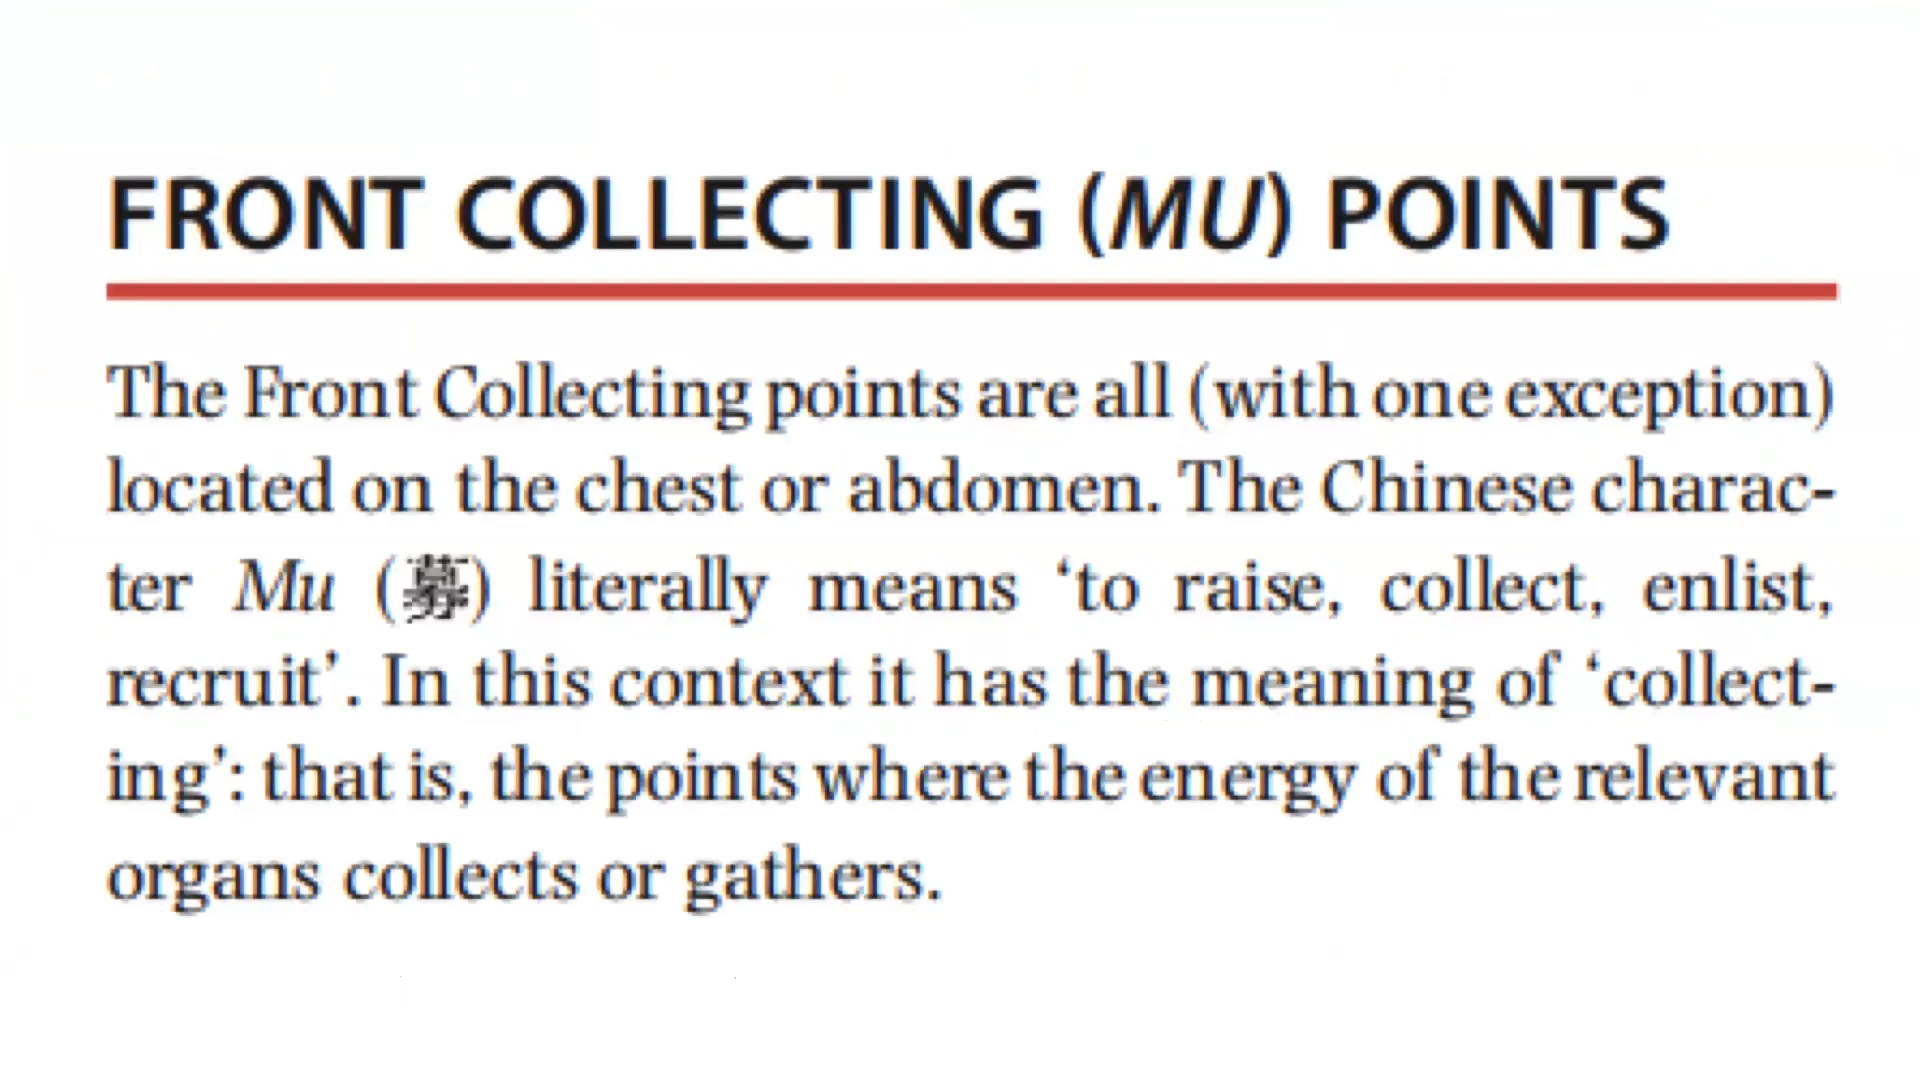 FRONT COLLECTING (MU) POINTS
The Front Collecting points are all (with one exception)
located on the chest or abdomen. The Chinese charac-
ter Mu (募) literally means ‘to raise, collect, enlist,
recruit’. In this context it has the meaning of ‘collect-
ing’: that is, the points where the energy of the relevant
organs collects or gathers.